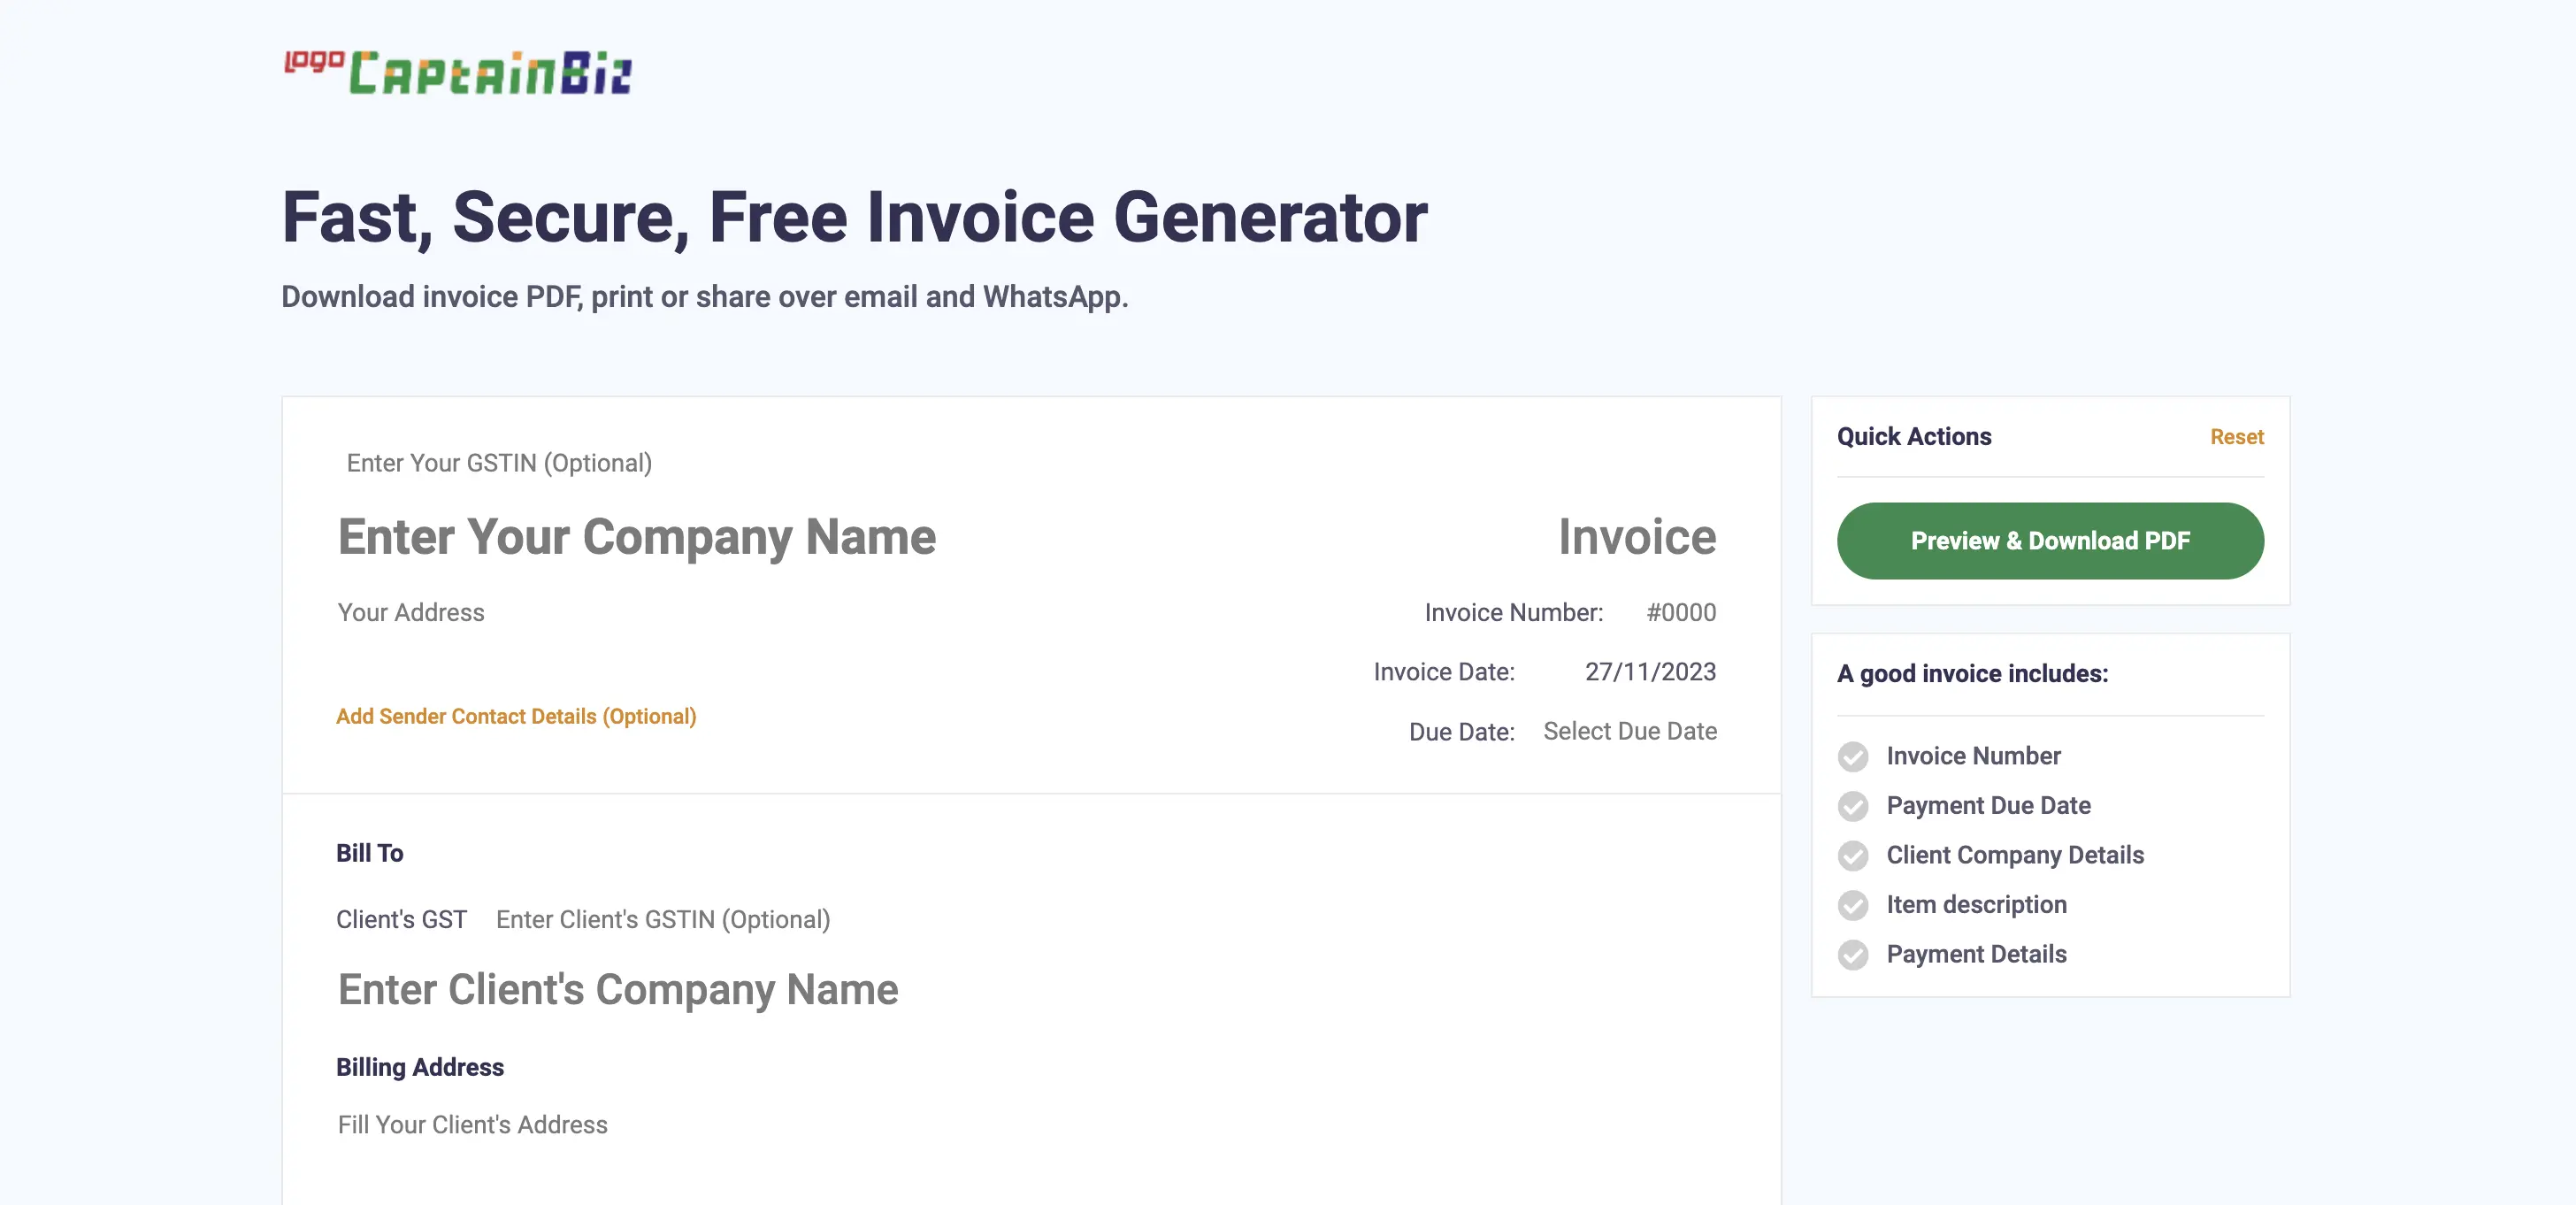 logo CaptainBiz
Fast, Secure, Free Invoice Generator
Download invoice PDF, print or share over email and WhatsApp.
Enter Your GSTIN (Optional)
Enter Your Company Name
Invoice
Your Address
Invoice Number: #0000
Invoice Date: 27/11/2023
Add Sender Contact Details (Optional)
Due Date: Select Due Date
Bill To
Client's GST Enter Client's GSTIN (Optional)
Enter Client's Company Name
Billing Address
Fill Your Client's Address
Quick Actions Reset
Preview & Download PDF
A good invoice includes:
Invoice Number
Payment Due Date
Client Company Details
Item description
Payment Details